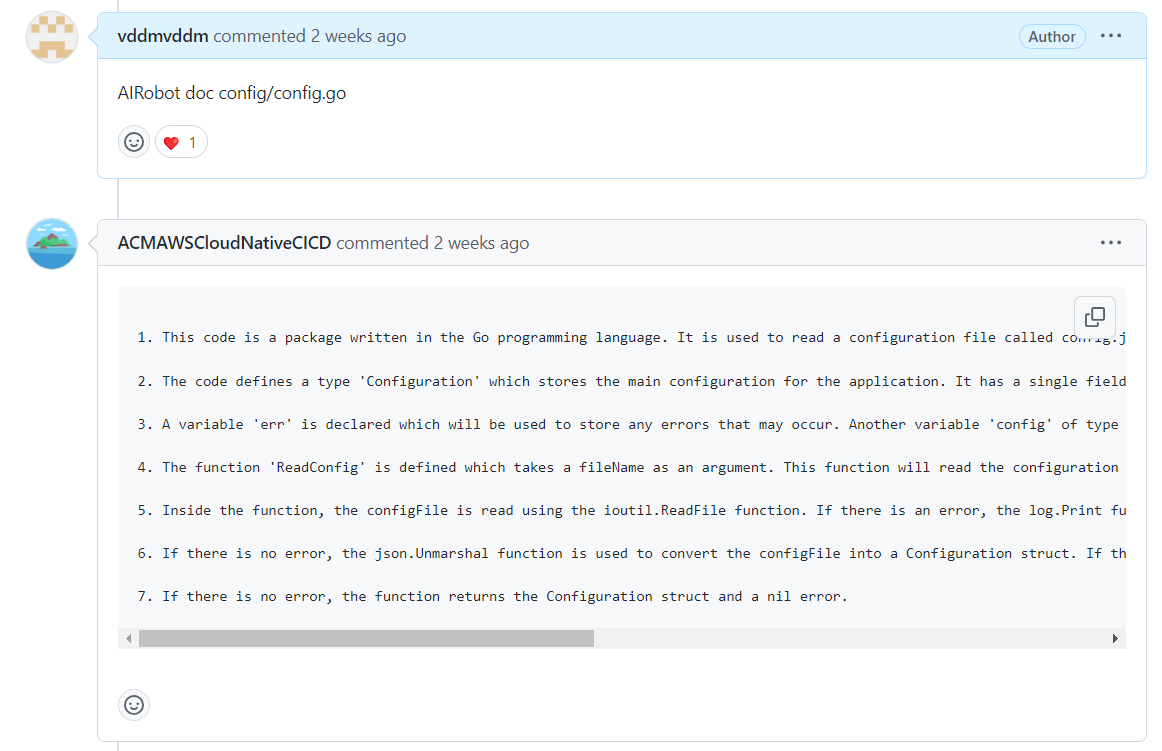 vddmvddm commented 2 weeks ago Author
AIRobot doc config/config.go
1
ACMAWSCloudNativeCICD commented 2 weeks ago
1. This code is a package written in the Go programming language. It is used to read a configuration file called
2. The code defines a type 'Configuration' which stores the main configuration for the application. It has a single field
3. A variable 'err' is declared which will be used to store any errors that may occur. Another variable 'config' of type
4. The function 'ReadConfig' is defined which takes a fileName as an argument. This function will read the configuration
5. Inside the function, the configFile is read using the ioutil.ReadFile function. If there is an error, the log.Print fu
6. If there is no error, the json.Unmarshal function is used to convert the configFile into a Configuration struct. If th
7. If there is no error, the function returns the Configuration struct and a nil error.